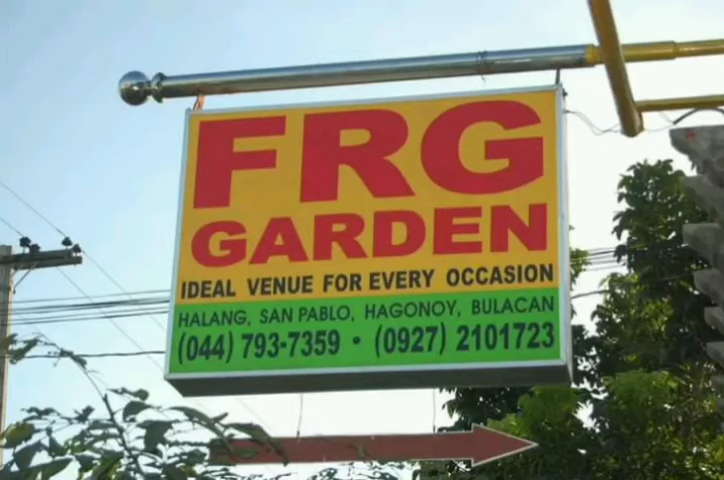 FRG
GARDEN
IDEAL VENUE FOR EVERY OCCASION
HALANG, SAN PABLO, HAGONOY, BULACAN
(044) 793-7359 • (0927) 2101723